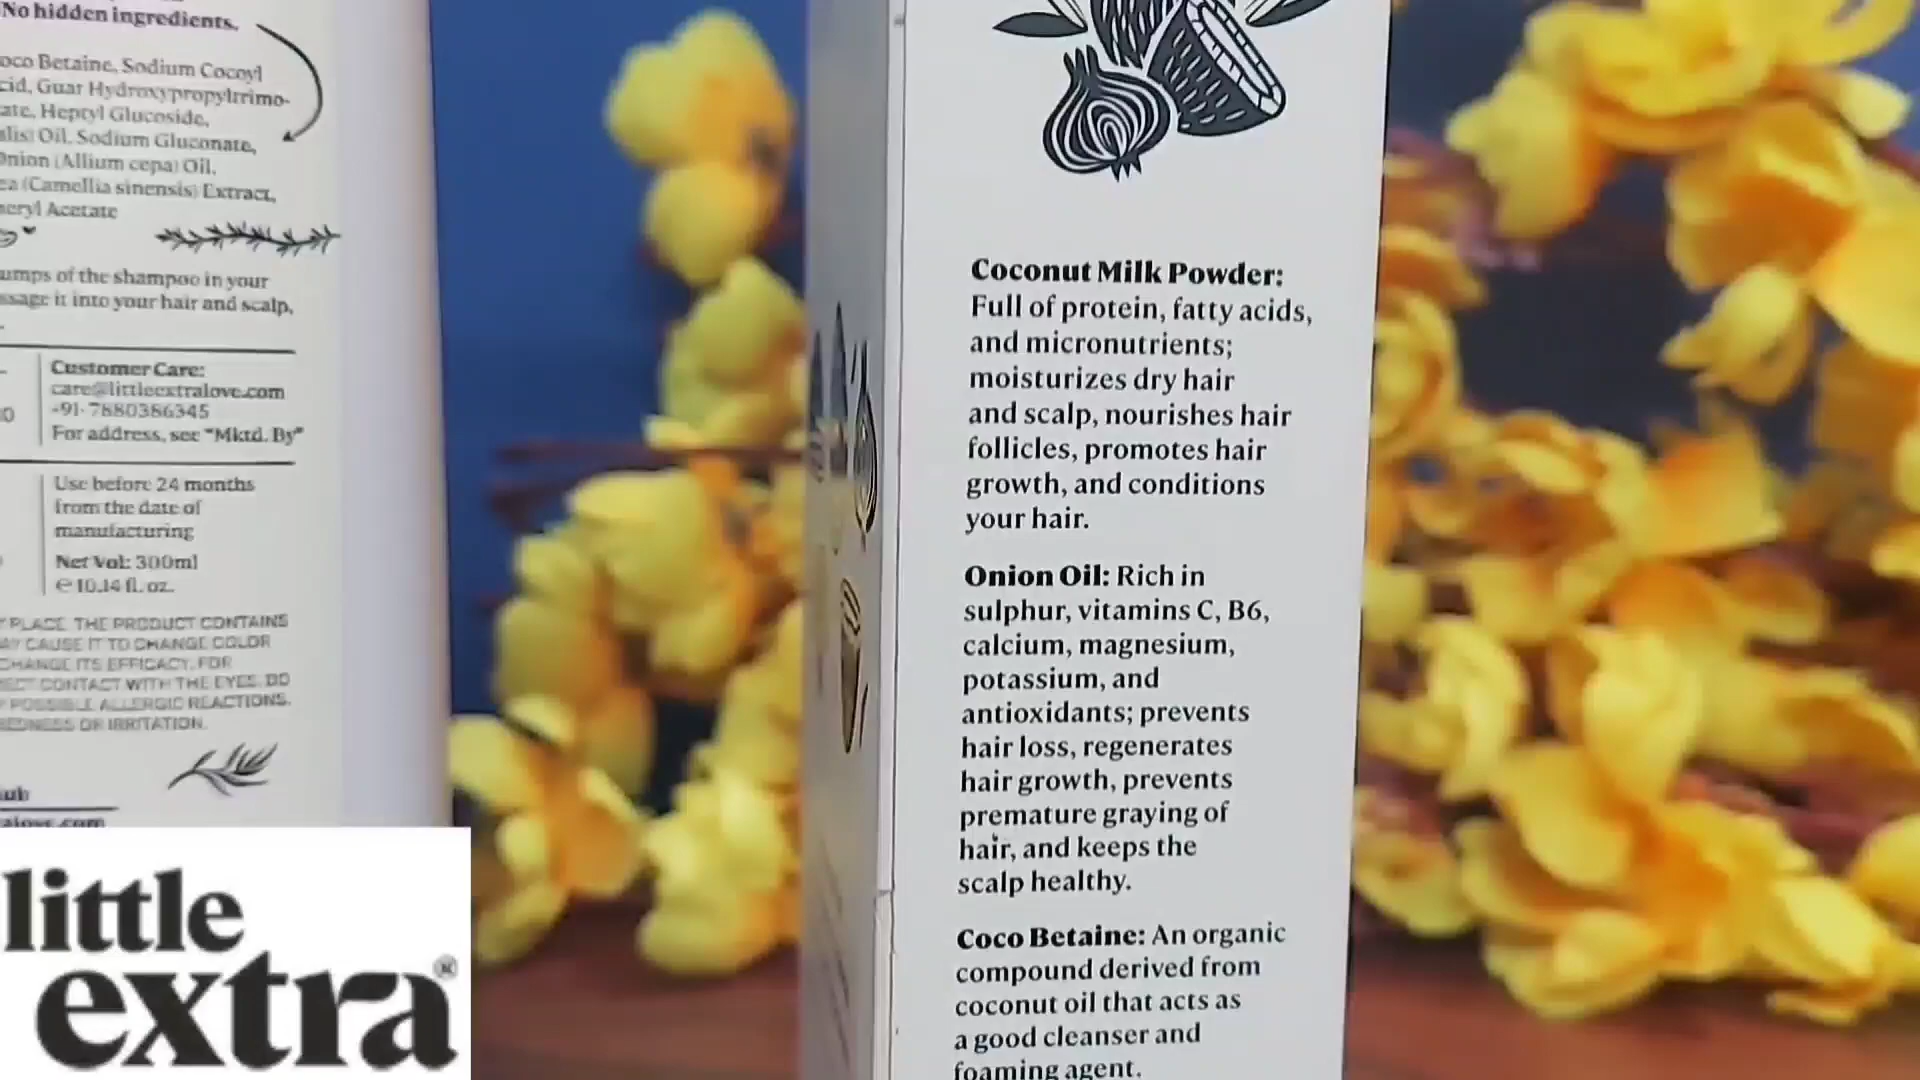 No hidden ingredients.
Betaine, Sodium Cocoyl
Guar Hydroxypropyltrimo-
Heptyl Glucoside,
Oil, Sodium Gluconate,
Onion (Allium cepa) Oil,
(Camellia sinensis) Extract,
Acetate
of the shampoo in your
it into your hair and scalp,
Customer Care:
care@littleextralove.com
+91-7880386345
For address, see "Mktd. By"
Use before 24 months
from the date of
manufacturing
Net Vol: 300ml
e 10.14 fl. oz.
PLACE. THE PRODUCT CONTAINS
CAUSE IT TO CHANGE COLOR
CHANGE ITS EFFICACY. FOR
CONTACT WITH THE EYES. DO
POSSIBLE ALLERGIC REACTIONS.
REDNESS OR IRRITATION.
little
extra®
Coconut Milk Powder:
Full of protein, fatty acids,
and micronutrients;
moisturizes dry hair
and scalp, nourishes hair
follicles, promotes hair
growth, and conditions
your hair.
Onion Oil: Rich in
sulphur, vitamins C, B6,
calcium, magnesium,
potassium, and
antioxidants; prevents
hair loss, regenerates
hair growth, prevents
premature graying of
hair, and keeps the
scalp healthy.
Coco Betaine: An organic
compound derived from
coconut oil that acts as
a good cleanser and
foaming agent.